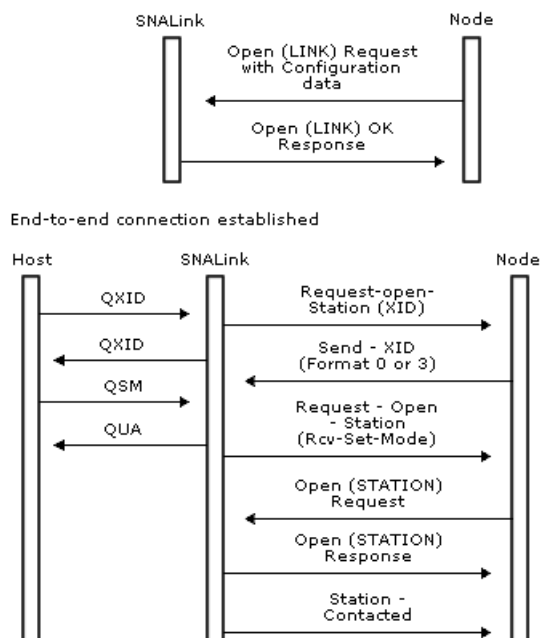 SNALink
Node
Open (LINK) Request
with Configuration
data
Open (LINK) OK
Response
End-to-end connection established
Host
SNALink
Node
QXID
Request-open-
Station (XID)
QXID
Send - XID
(Format 0 or 3)
QSM
Request - Open
- Station
(Rcv-Set-Mode)
QUA
Open (STATION)
Request
Open (STATION)
Response
Station -
Contacted